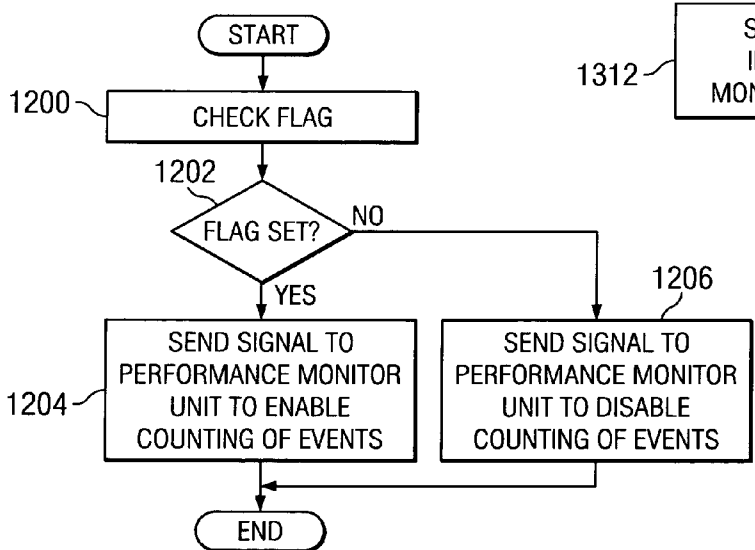 START
1200
CHECK FLAG
1202
FLAG SET?
NO
YES
1204
SEND SIGNAL TO
PERFORMANCE MONITOR
UNIT TO ENABLE
COUNTING OF EVENTS
1206
SEND SIGNAL TO
PERFORMANCE MONITOR
UNIT TO DISABLE
COUNTING OF EVENTS
END
1312